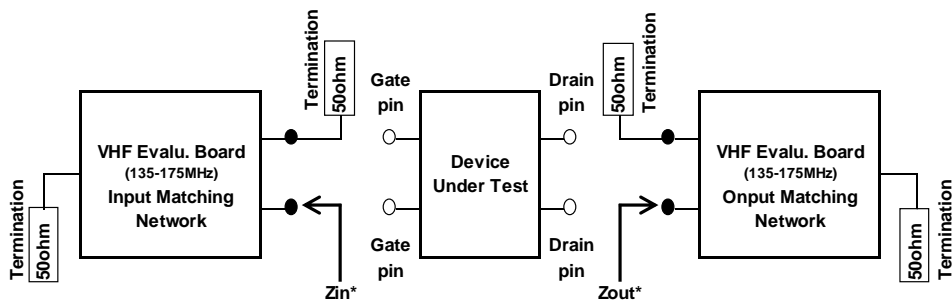 Termination
50ohm
VHF Evalu. Board
(135-175MHz)
Input Matching
Network
Termination
50ohm
Gate
pin
Gate
pin
Zin*
Device
Under Test
Drain
pin
Drain
pin
Zout*
50ohm
Termination
VHF Evalu. Board
(135-175MHz)
Onput Matching
Network
50ohm
Termination